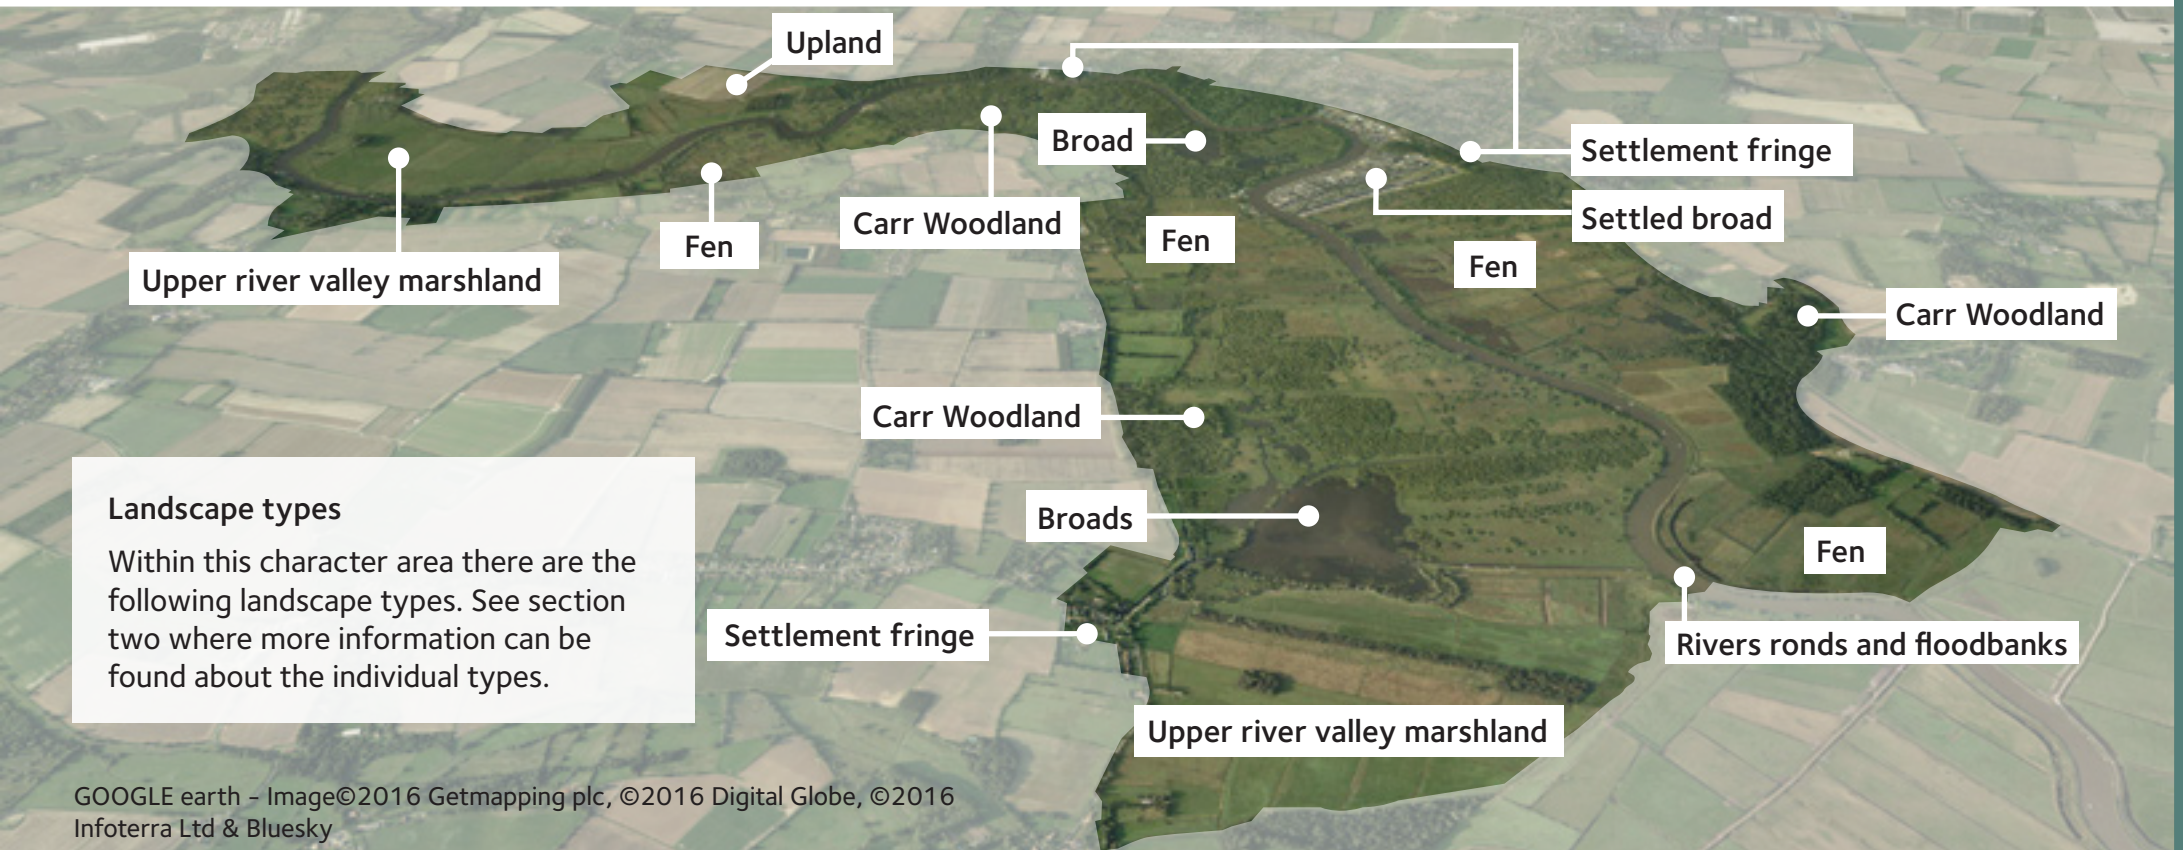 Upland
Broad
Settlement fringe
Settled broad
Carr Woodland
Fen
Fen
Fen
Upper river valley marshland
Carr Woodland
Carr Woodland
Broads
Fen
Settlement fringe
Rivers ronds and floodbanks
Upper river valley marshland
Landscape types
Within this character area there are the
following landscape types. See section
two where more information can be
found about the individual types.
GOOGLE earth – Image©2016 Getmapping plc, ©2016 Digital Globe, ©2016
Infoterra Ltd & Bluesky